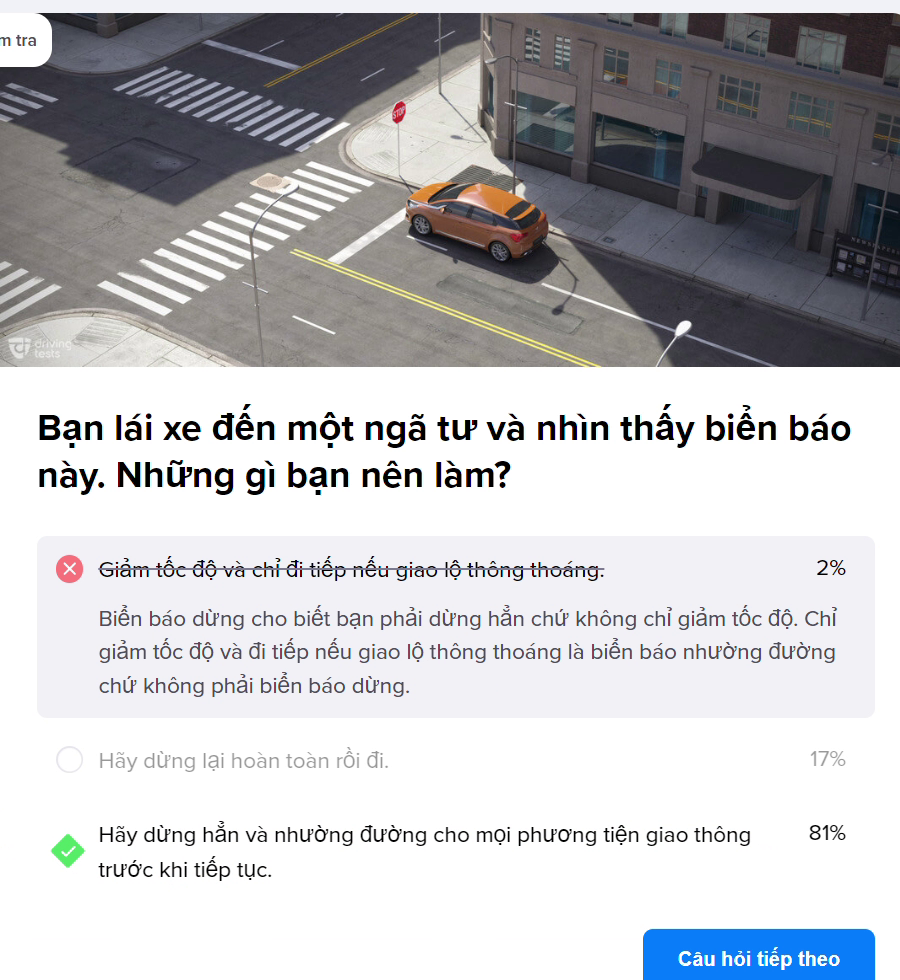 m tra
STOP
driving
tests
Bạn lái xe đến một ngã tư và nhìn thấy biển báo
này. Những gì bạn nên làm?
Giảm tốc độ và chỉ đi tiếp nếu giao lộ thông thoáng.
2%
Biển báo dừng cho biết bạn phải dừng hẳn chứ không chỉ giảm tốc độ. Chỉ
giảm tốc độ và đi tiếp nếu giao lộ thông thoáng là biển báo nhường đường
chứ không phải biển báo dừng.
Hãy dừng lại hoàn toàn rồi đi.
17%
Hãy dừng hẳn và nhường đường cho mọi phương tiện giao thông
81%
trước khi tiếp tục.
Câu hỏi tiếp theo